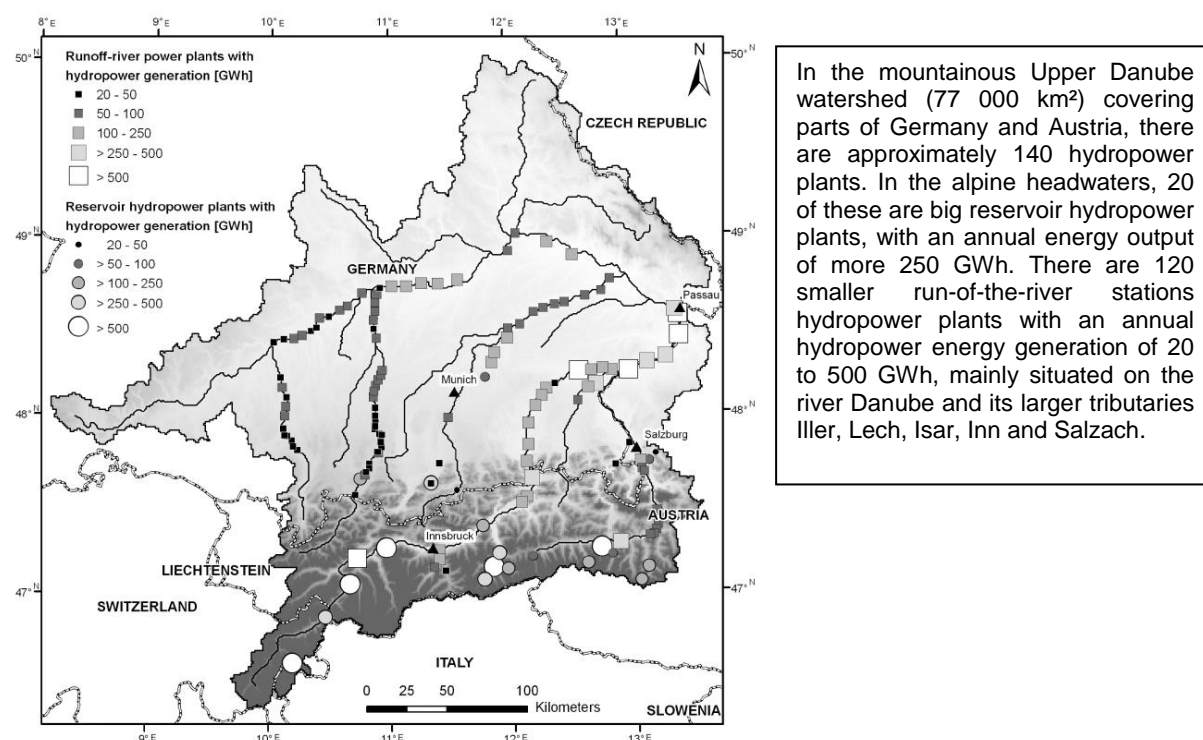 8° E 10° E 11° E 12° E 13° E
50° N
50° N
N
Runoff-river power plants with
hydropower generation [GWh]
20 - 50
50 - 100
100 - 250
> 250 - 500
> 500
Reservoir hydropower plants with
hydropower generation [GWh]
20 - 50
> 50 - 100
> 100 - 250
> 250 - 500
> 500
CZECH REPUBLIC
49° N
49° N
GERMANY
Passau
Munich
48° N
48° N
Salzburg
AUSTRIA
Innsbruck
LIECHTENSTEIN
47° N
47° N
SWITZERLAND
ITALY
0 25 50 100
Kilometers
SLOWENIA
9° E 10° E 11° E 12° E 13° E
In the mountainous Upper Danube
watershed (77 000 km²) covering
parts of Germany and Austria, there
are approximately 140 hydropower
plants. In the alpine headwaters, 20
of these are big reservoir hydropower
plants, with an annual energy output
of more 250 GWh. There are 120
smaller run-of-the-river stations
hydropower plants with an annual
hydropower energy generation of 20
to 500 GWh, mainly situated on the
river Danube and its larger tributaries
Iller, Lech, Isar, Inn and Salzach.